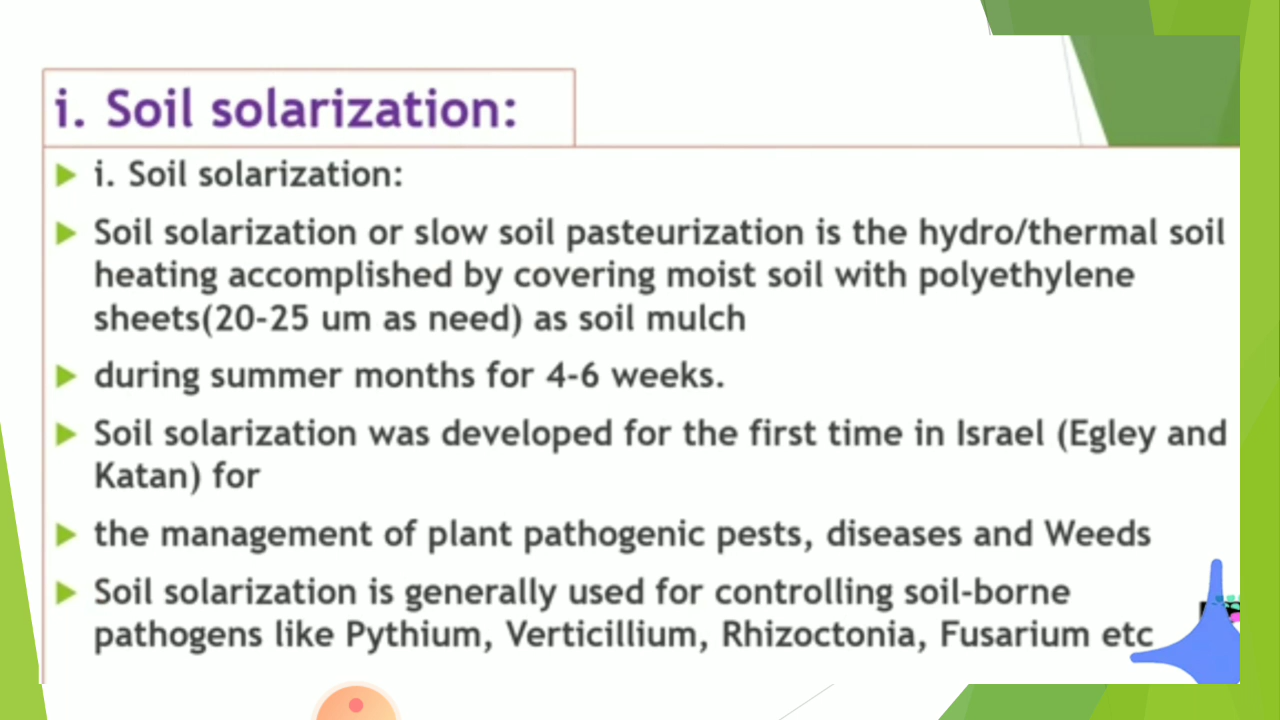 i. Soil solarization:
i. Soil solarization:
Soil solarization or slow soil pasteurization is the hydro/thermal soil
heating accomplished by covering moist soil with polyethylene
sheets(20-25 um as need) as soil mulch
during summer months for 4-6 weeks.
Soil solarization was developed for the first time in Israel (Egley and
Katan) for
the management of plant pathogenic pests, diseases and Weeds
Soil solarization is generally used for controlling soil-borne
pathogens like Pythium, Verticillium, Rhizoctonia, Fusarium etc